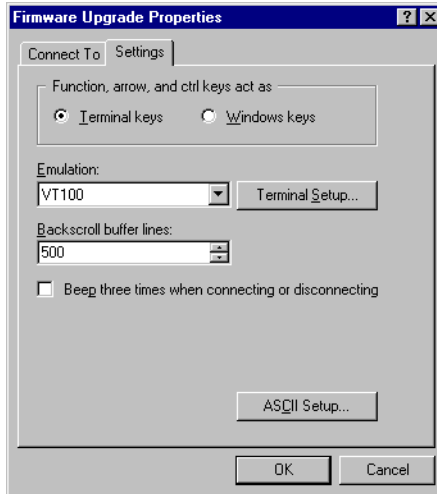 Firmware Upgrade Properties
Connect To Settings
Function, arrow, and ctrl keys act as
Terminal keys Windows keys
Emulation:
VT100 Terminal Setup...
Backscroll buffer lines:
500
Beep three times when connecting or disconnecting
ASCII Setup...
OK Cancel